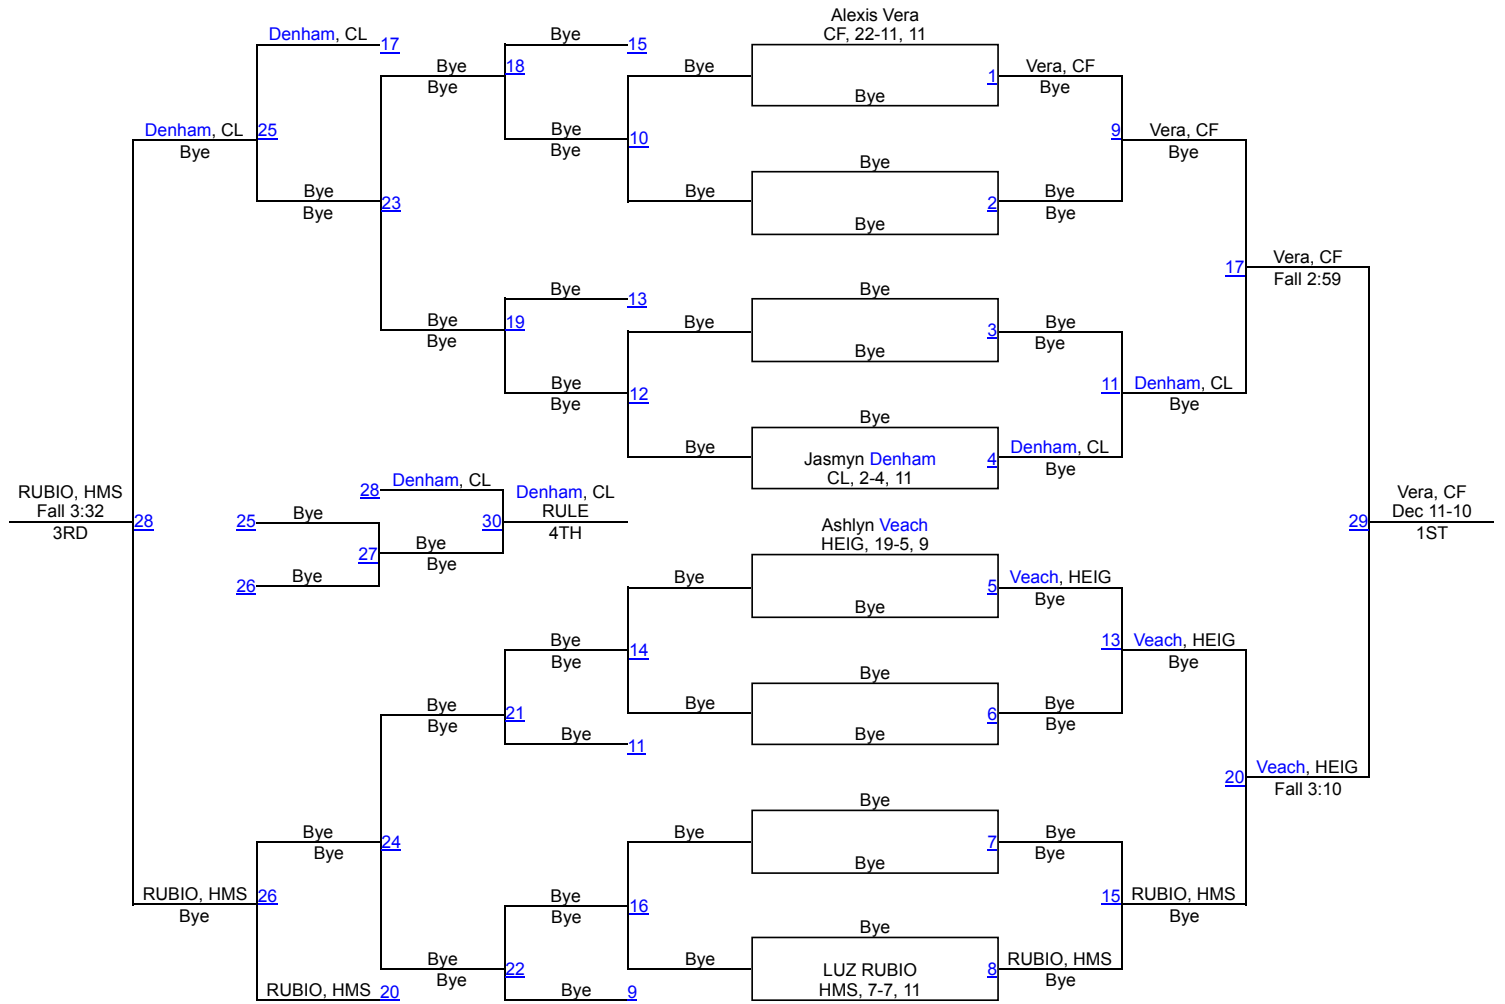 Alexis Vera
Denham, CL
17
Bye
15
CF, 22-11, 11
Bye
18
Bye
1
Vera, CF
Bye
Bye
Bye
Denham, CL
25
Bye
10
9
Vera, CF
Bye
Bye
Bye
Bye
Bye
23
Bye
2
Bye
Bye
Bye
Bye
17
Vera, CF
Fall 2:59
Bye
13
Bye
Bye
19
Bye
3
Bye
Bye
Bye
Bye
Bye
12
11
Denham, CL
Bye
Bye
Bye
Bye
Jasmyn Denham
4
Denham, CL
CL, 2-4, 11
Bye
28
Denham, CL
RUBIO, HMS
Denham, CL
Vera, CF
Fall 3:32
28
25
Bye
30
RULE
Ashlyn Veach
29
Dec 11-10
3RD
4TH
HEIG, 19-5, 9
1ST
27
Bye
Bye
26
Bye
Bye
5
Veach, HEIG
Bye
Bye
Bye
14
13
Veach, HEIG
Bye
Bye
Bye
Bye
21
Bye
6
Bye
Bye
Bye
Bye
Bye
11
20
Veach, HEIG
Fall 3:10
Bye
Bye
24
Bye
7
Bye
Bye
Bye
Bye
RUBIO, HMS
26
Bye
16
15
RUBIO, HMS
Bye
Bye
Bye
Bye
Bye
22
Bye
LUZ RUBIO
8
RUBIO, HMS
Bye
HMS, 7-7, 11
Bye
RUBIO, HMS
20
Bye
9